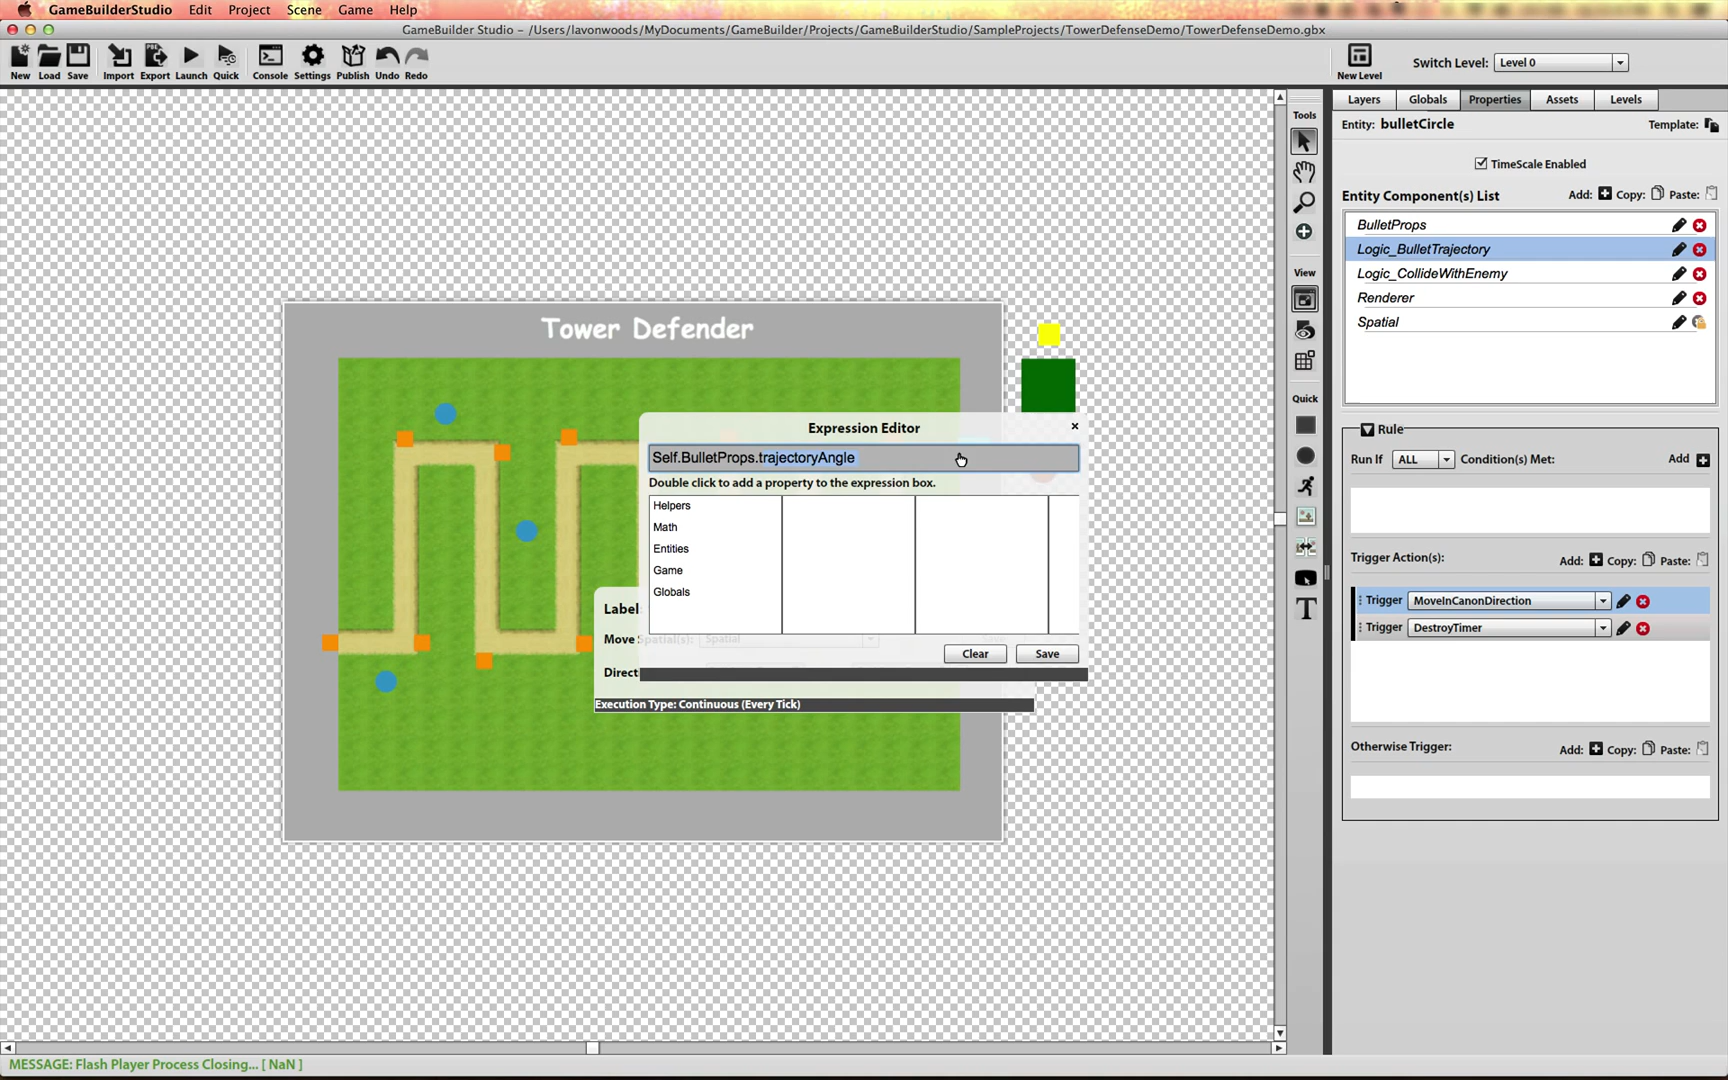 GameBuilderStudio Edit Project Scene Game Help
GameBuilder Studio - /Users/lavonwoods/MyDocuments/GameBuilder/Projects/GameBuilderStudio/SampleProjects/TowerDefenseDemo/TowerDefenseDemo.gbx
New Load Save Import Export Launch Quick Console Settings Publish Undo Redo
New Level
Switch Level: Level 0
Tools
View
Quick
T
Layers Globals Properties Assets Levels
Entity: bulletCircle Template:
TimeScale Enabled
Entity Component(s) List Add: Copy: Paste:
BulletProps
Logic_BulletTrajectory
Logic_CollideWithEnemy
Renderer
Spatial
Rule
Run If ALL Condition(s) Met: Add
Trigger Action(s): Add: Copy: Paste:
Trigger MoveInCanonDirection
Trigger DestroyTimer
Otherwise Trigger: Add: Copy: Paste:
Tower Defender
Expression Editor
Self.BulletProps.trajectoryAngle
Double click to add a property to the expression box.
Helpers
Math
Entities
Game
Globals
Clear Save
Label
Move Spatial(s): Spatial
Direct
Execution Type: Continuous (Every Tick)
MESSAGE: Flash Player Process Closing... [ NaN ]